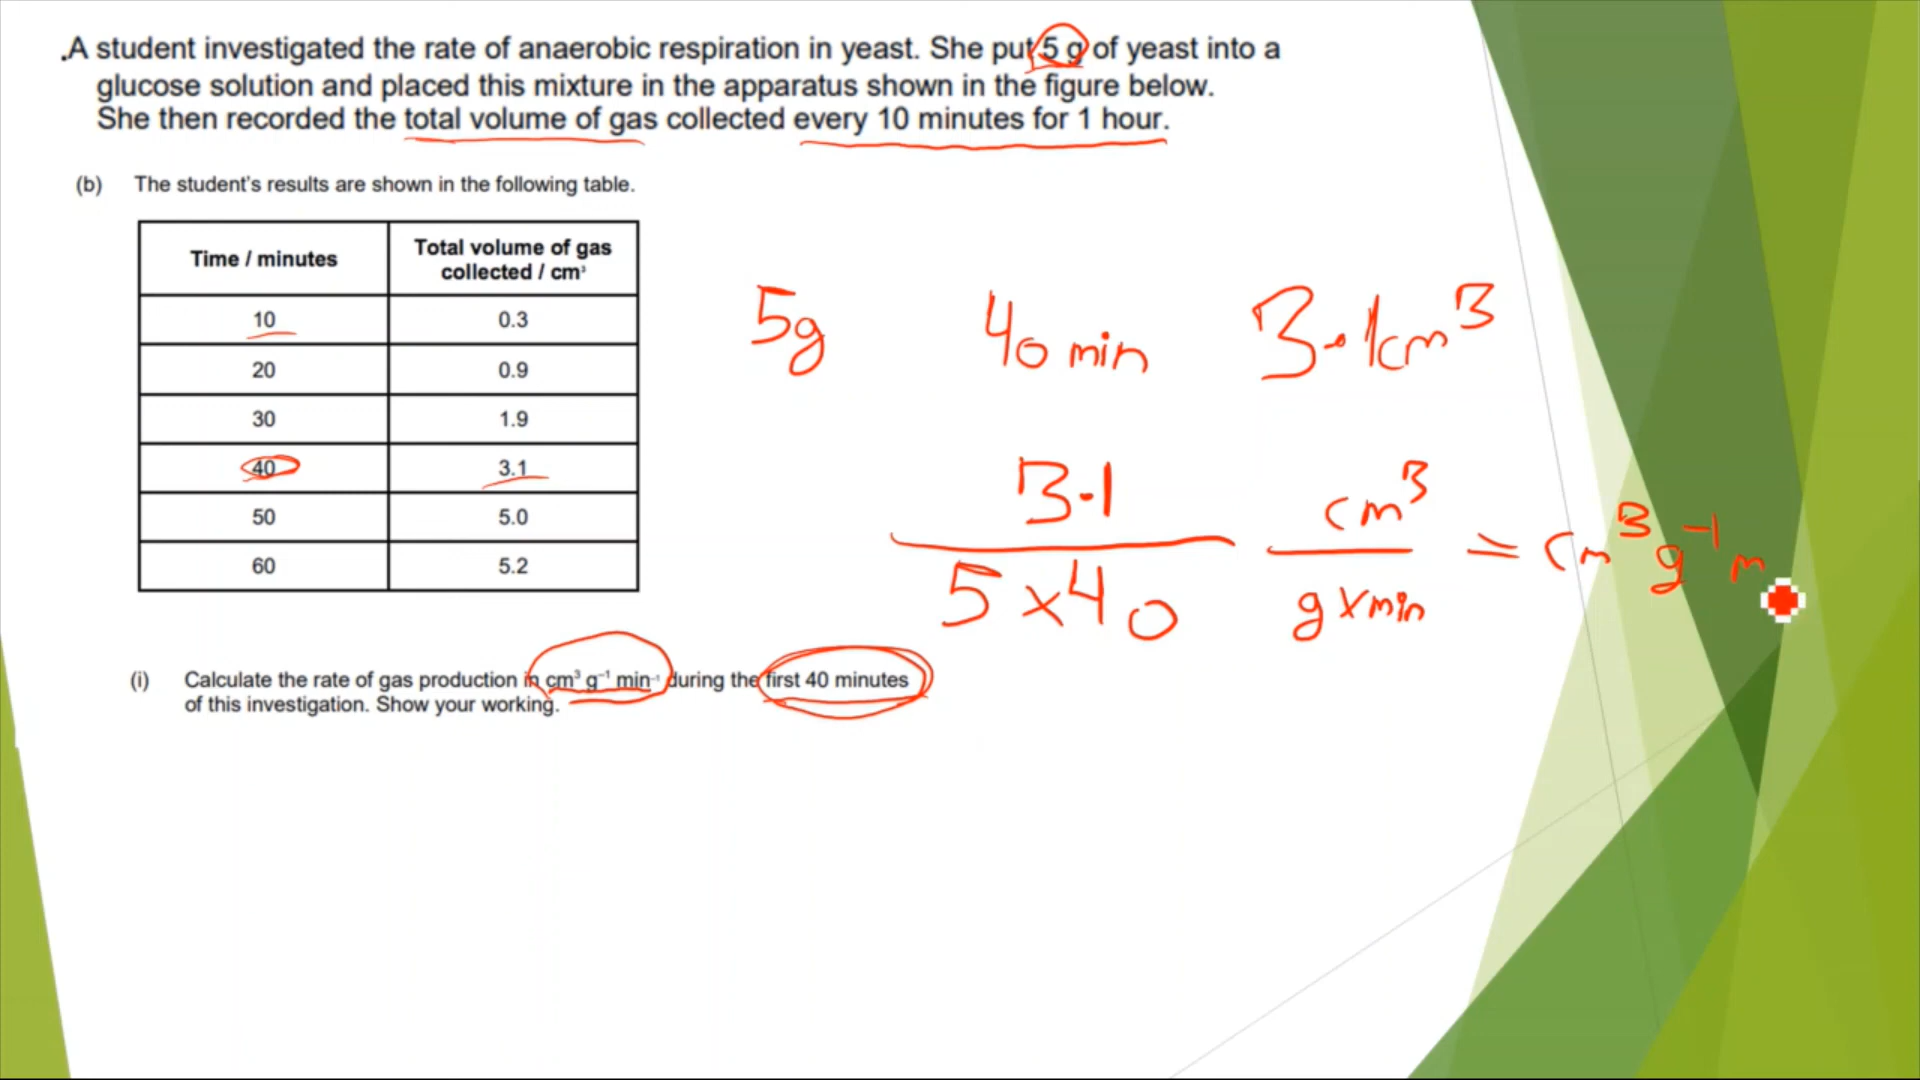 .A student investigated the rate of anaerobic respiration in yeast. She put 5 g of yeast into a
glucose solution and placed this mixture in the apparatus shown in the figure below.
She then recorded the total volume of gas collected every 10 minutes for 1 hour.
(b) The student's results are shown in the following table.
Time / minutes Total volume of gas collected / cm³
10 0.3
20 0.9
30 1.9
40 3.1
50 5.0
60 5.2
5g 40 min 3.1cm³
3.1 cm³
5 x 40 g x min
= cm³ g⁻¹ m
(i) Calculate the rate of gas production in cm³ g⁻¹ min⁻¹ during the first 40 minutes
of this investigation. Show your working.